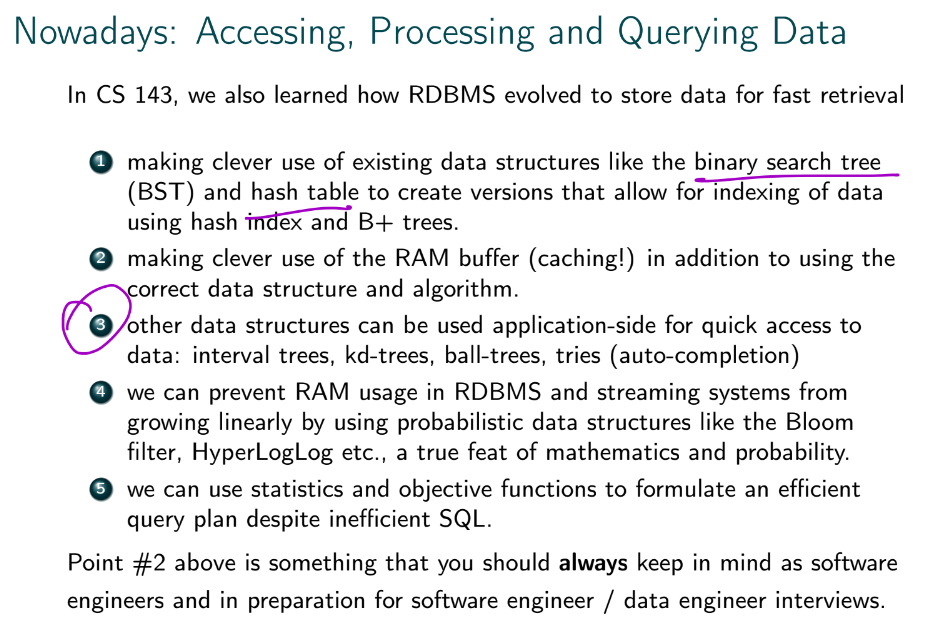 Nowadays: Accessing, Processing and Querying Data
In CS 143, we also learned how RDBMS evolved to store data for fast retrieval
1 making clever use of existing data structures like the binary search tree
(BST) and hash table to create versions that allow for indexing of data
using hash index and B+ trees.
2 making clever use of the RAM buffer (caching!) in addition to using the
correct data structure and algorithm.
3 other data structures can be used application-side for quick access to
data: interval trees, kd-trees, ball-trees, tries (auto-completion)
4 we can prevent RAM usage in RDBMS and streaming systems from
growing linearly by using probabilistic data structures like the Bloom
filter, HyperLogLog etc., a true feat of mathematics and probability.
5 we can use statistics and objective functions to formulate an efficient
query plan despite inefficient SQL.
Point #2 above is something that you should always keep in mind as software
engineers and in preparation for software engineer / data engineer interviews.